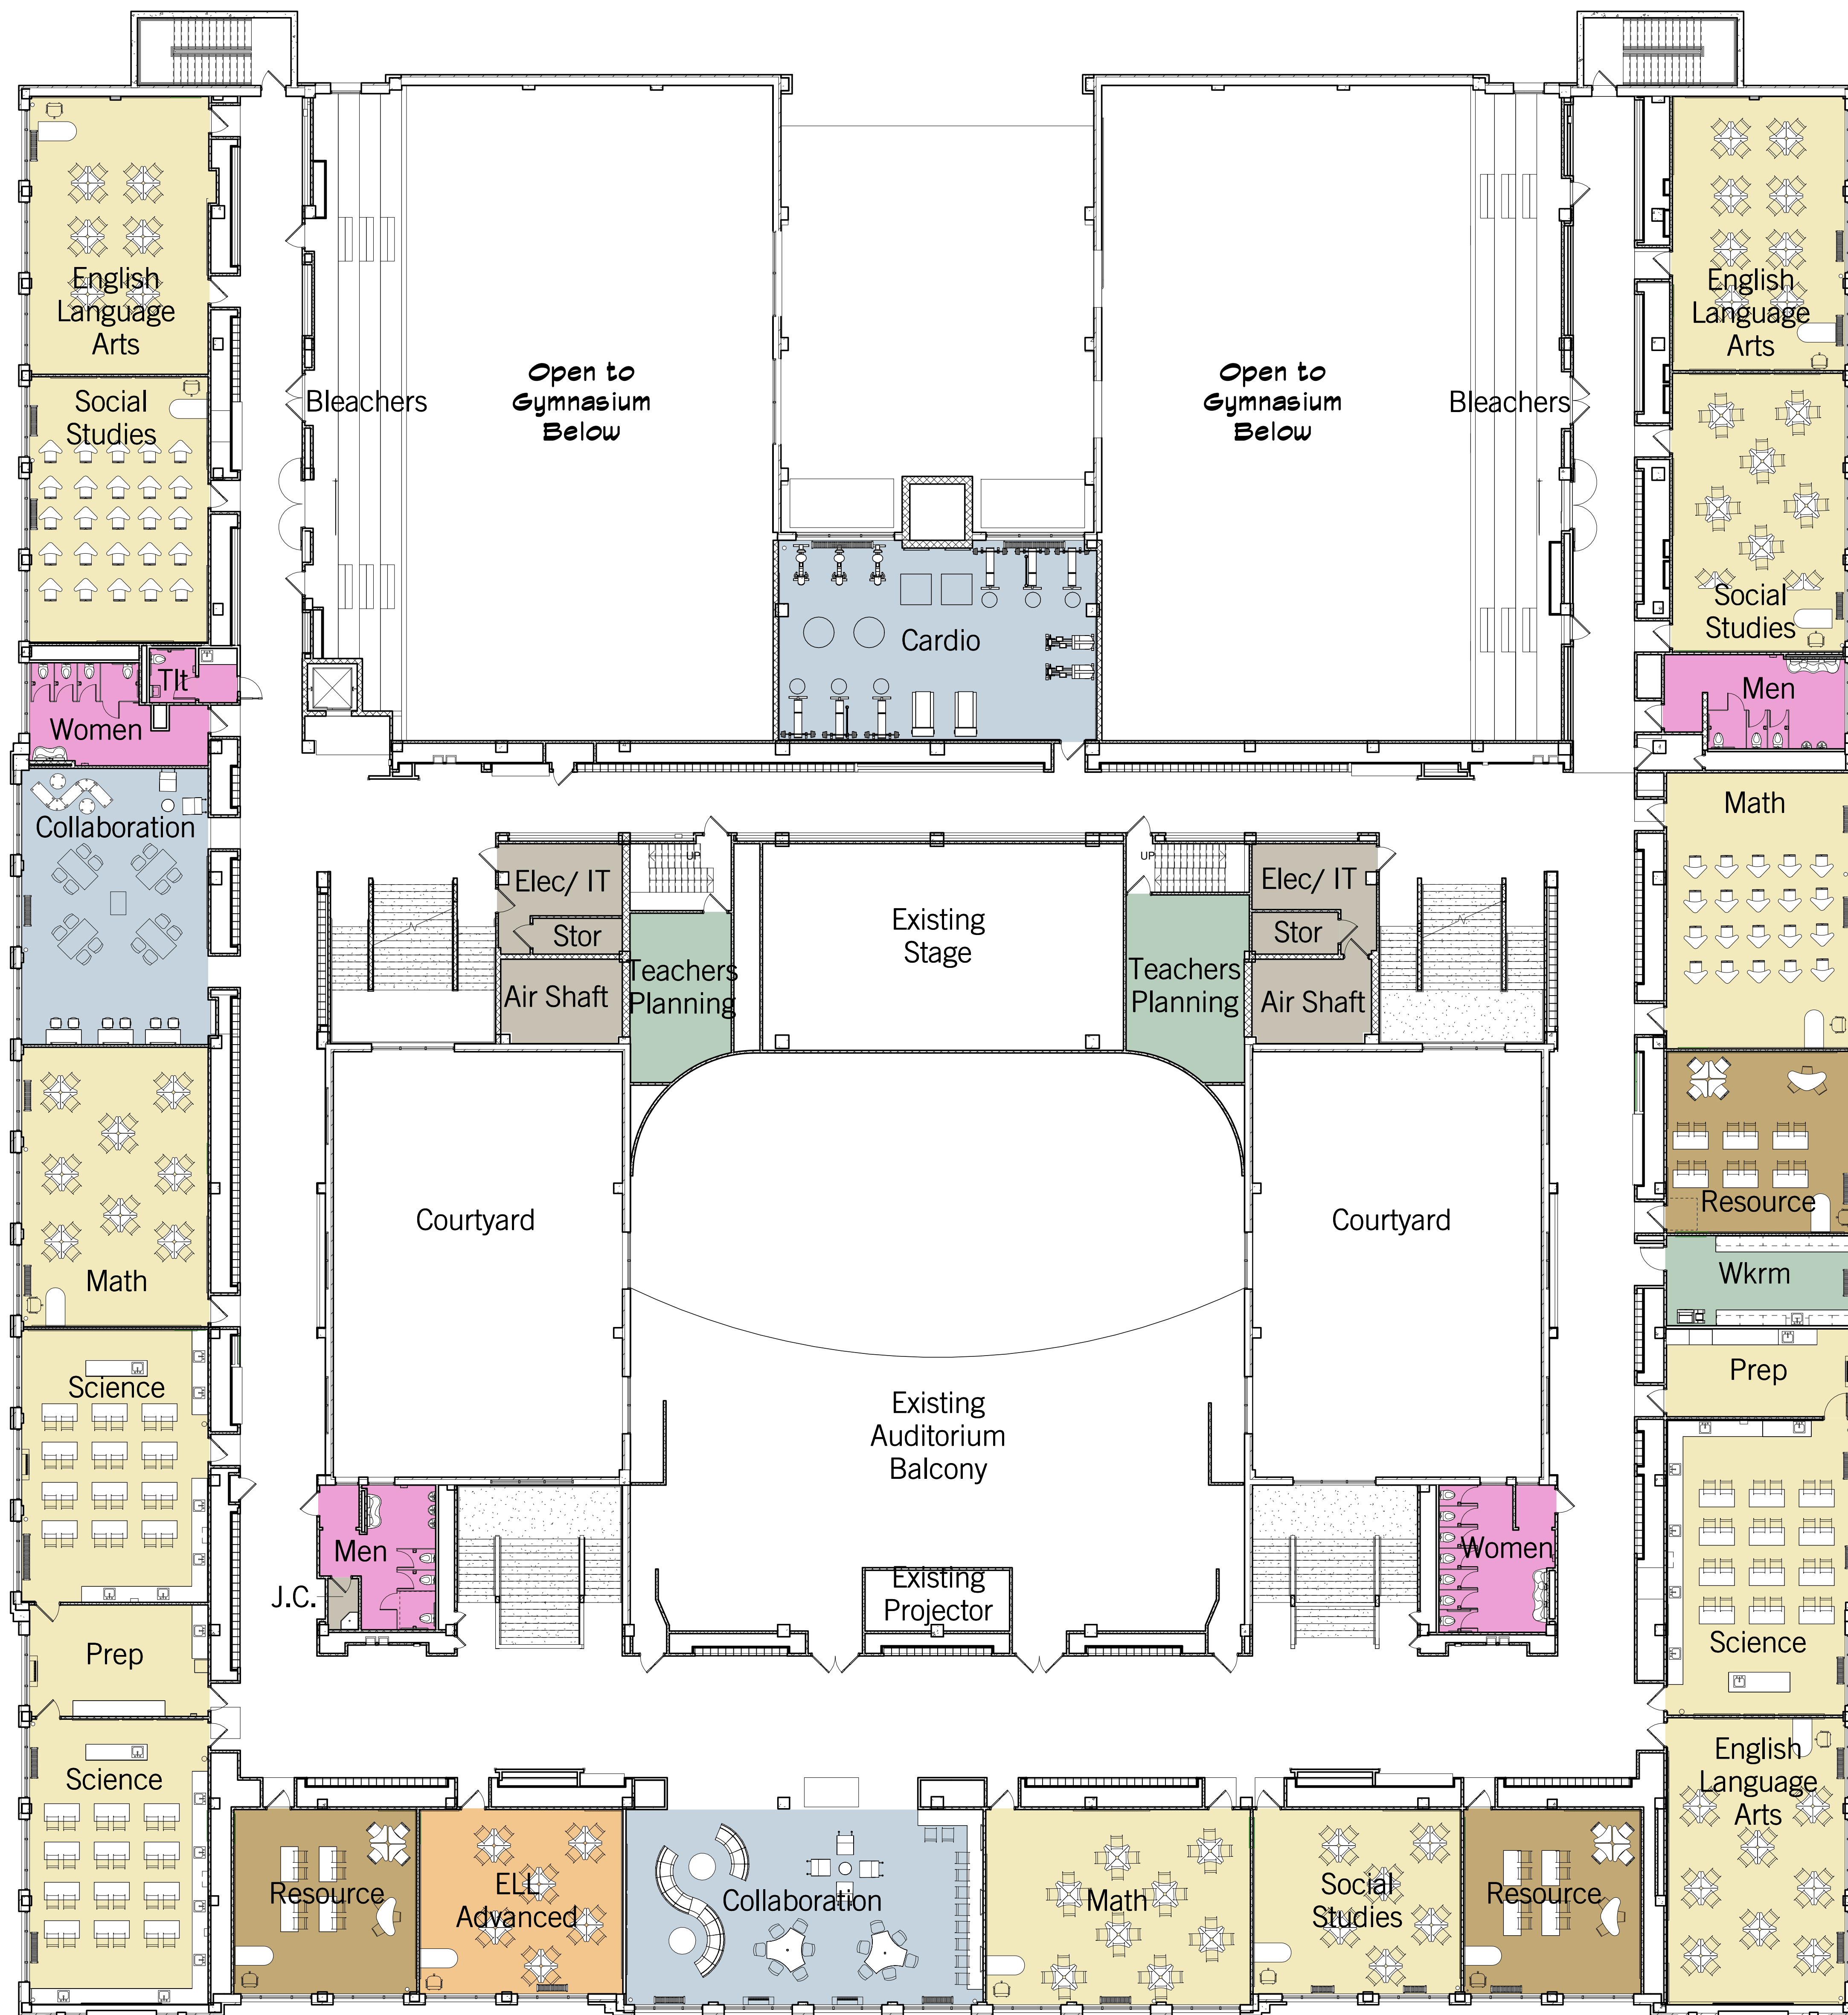 English
Language
Arts
Social
Studies
Bleachers
Open to
Gymnasium
Below
Open to
Gymnasium
Below
Bleachers
English
Language
Arts
Social
Studies
Cardio
Tlt
Women
Men
Collaboration
Math
UP
UP
Elec/ IT
Stor
Air Shaft
Teachers
Planning
Existing
Stage
Teachers
Planning
Elec/ IT
Stor
Air Shaft
Resource
Courtyard
Courtyard
Math
Wkrm
Science
Prep
Existing
Auditorium
Balcony
Men
J.C.
Existing
Projector
Women
Prep
Science
Science
English
Language
Arts
Resource
ELL
Advanced
Collaboration
Math
Social
Studies
Resource